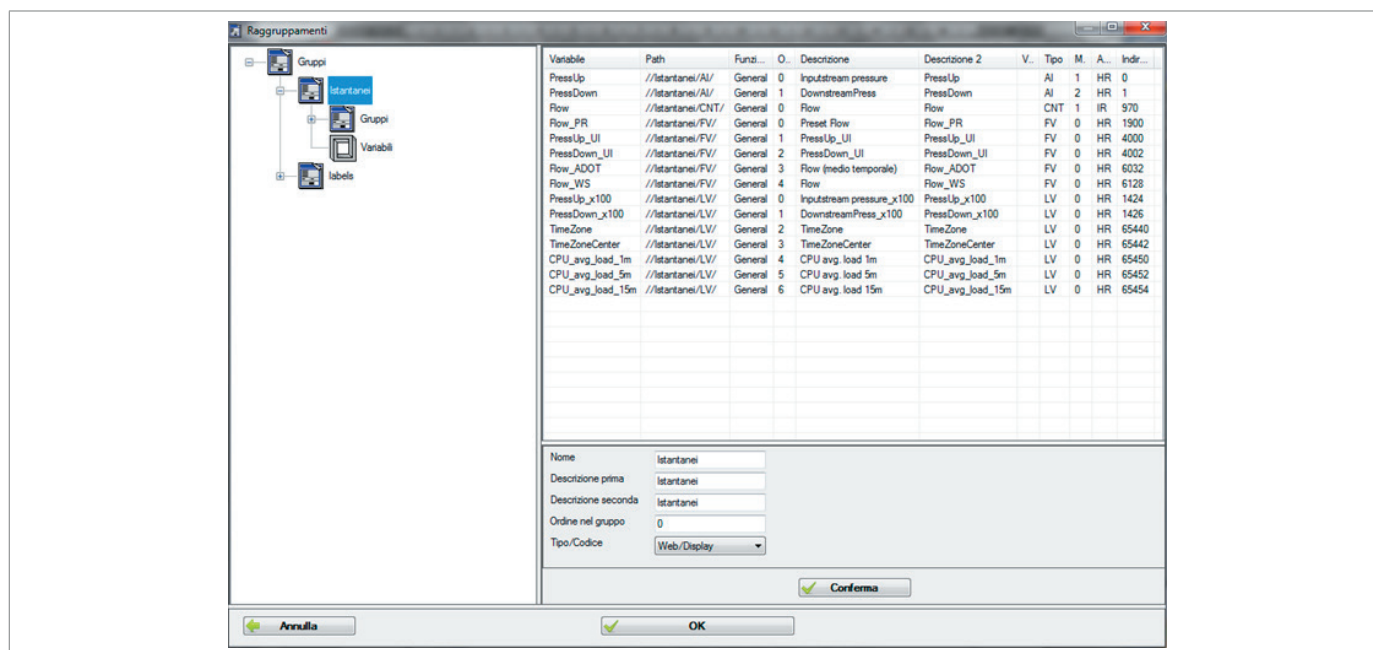 Raggruppamenti
Gruppi
Istantanei
Gruppi
Variabili
labels
Variabile Path Funzi... O.. Descrizione Descrizione 2 V.. Tipo M. A... Indir...
PressUp //Istantanei/AI/ General 0 Inputstream pressure PressUp AI 1 HR 0
PressDown //Istantanei/AI/ General 1 DownstreamPress PressDown AI 2 HR 1
Flow //Istantanei/CNT/ General 0 Flow Flow CNT 1 IR 970
Flow_PR //Istantanei/FV/ General 0 Preset Flow Flow_PR FV 0 HR 1900
PressUp_UI //Istantanei/FV/ General 1 PressUp_UI PressUp_UI FV 0 HR 4000
PressDown_UI //Istantanei/FV/ General 2 PressDown_UI PressDown_UI FV 0 HR 4002
Flow_ADOT //Istantanei/FV/ General 3 Flow (medio temporale) Flow_ADOT FV 0 HR 6032
Flow_WS //Istantanei/FV/ General 4 Flow Flow_WS FV 0 HR 6128
PressUp_x100 //Istantanei/LV/ General 0 Inputstream pressure_x100 PressUp_x100 LV 0 HR 1424
PressDown_x100 //Istantanei/LV/ General 1 DownstreamPress_x100 PressDown_x100 LV 0 HR 1426
TimeZone //Istantanei/LV/ General 2 TimeZone TimeZone LV 0 HR 65440
TimeZoneCenter //Istantanei/LV/ General 3 TimeZoneCenter TimeZoneCenter LV 0 HR 65442
CPU_avg_load_1m //Istantanei/LV/ General 4 CPU avg. load 1m CPU_avg_load_1m LV 0 HR 65450
CPU_avg_load_5m //Istantanei/LV/ General 5 CPU avg. load 5m CPU_avg_load_5m LV 0 HR 65452
CPU_avg_load_15m //Istantanei/LV/ General 6 CPU avg. load 15m CPU_avg_load_15m LV 0 HR 65454
Nome Istantanei
Descrizione prima Istantanei
Descrizione seconda Istantanei
Ordine nel gruppo 0
Tipo/Codice Web/Display
Conferma
Annulla OK